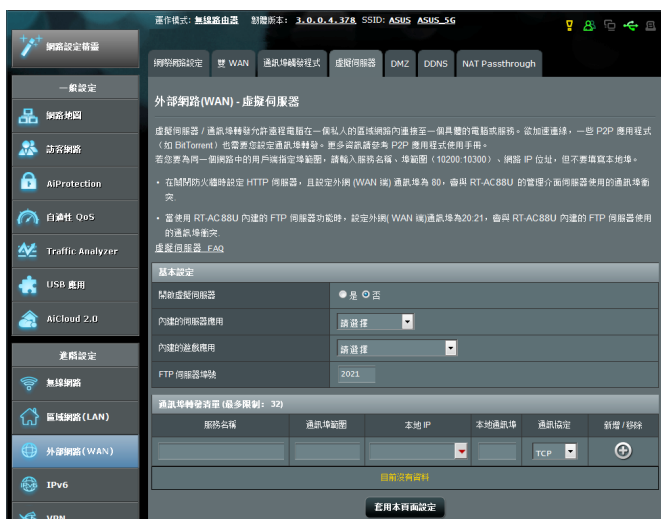 運作模式: 無線路由器 韌體版本: 3.0.0.4.378 SSID: ASUS ASUS_5G
網路設定精靈
一般設定
網路地圖
訪客網路
AiProtection
自適性 QoS
Traffic Analyzer
USB 應用
AiCloud 2.0
進階設定
無線網路
區域網路(LAN)
外部網路(WAN)
IPv6
VPN
網際網路設定 雙 WAN 通訊埠轉發程式 虛擬伺服器 DMZ DDNS NAT Passthrough
外部網路(WAN) - 虛擬伺服器
虛擬伺服器 / 通訊埠轉發允許遠程電腦在一個私人的區域網路內連接至一個具體的電腦或服務。欲加速連線，一些 P2P 應用程式
（如 BitTorrent）也需要您設定通訊埠轉發。更多資訊請參考 P2P 應用程式使用手冊。
若您要為同一個網路中的用戶端指定埠範圍，請輸入服務名稱、埠範圍（10200:10300）、網路 IP 位址，但不要填寫本地埠。
• 在關閉防火牆時設定 HTTP 伺服器，且設定外網 (WAN 端) 通訊埠為 80，會與 RT-AC88U 的管理介面伺服器使用的通訊埠衝
突.
• 當使用 RT-AC88U 內建的 FTP 伺服器功能時，設定外網( WAN 端)通訊埠為20:21，會與 RT-AC88U 內建的 FTP 伺服器使用
的通訊埠衝突.
虛擬伺服器 FAQ
基本設定
開啟虛擬伺服器 是 否
內建的伺服器應用 請選擇
內建的遊戲應用 請選擇
FTP 伺服器埠號 2021
通訊埠轉發清單 (最多限制: 32)
服務名稱 通訊埠範圍 本地 IP 本地通訊埠 通訊協定 新增 / 移除
TCP
目前沒有資料
套用本頁面設定